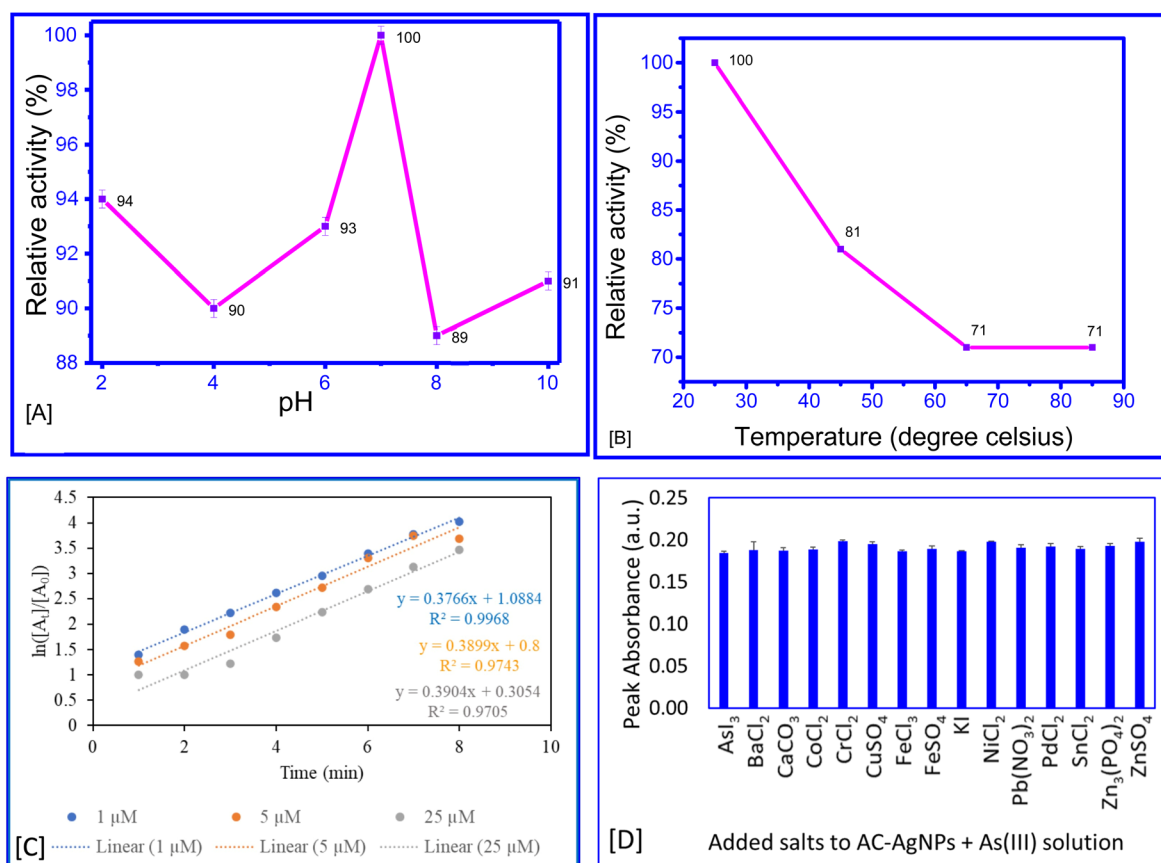 100
98
96
94
92
90
88
94
90
93
100
89
91
2
4
6
8
10
Relative activity (%)
pH
[A]
100
95
90
85
80
75
70
100
81
71
71
20
30
40
50
60
70
80
90
Relative activity (%)
Temperature (degree celsius)
[B]
4.5
4
3.5
3
2.5
2
1.5
1
0.5
0
ln([Aₜ]/[A₀])
y = 0.3766x + 1.0884
R² = 0.9968
y = 0.3899x + 0.8
R² = 0.9743
y = 0.3904x + 0.3054
R² = 0.9705
0
2
4
6
8
10
Time (min)
1 µM
5 µM
25 µM
Linear (1 µM)
Linear (5 µM)
Linear (25 µM)
[C]
0.25
0.20
0.15
0.10
0.05
0.00
Peak Absorbance (a.u.)
AsI₃
BaCl₂
CaCO₃
CoCl₂
CrCl₂
CuSO₄
FeCl₃
FeSO₄
KI
NiCl₂
Pb(NO₃)₂
PdCl₂
SnCl₂
Zn₃(PO₄)₂
ZnSO₄
[D]
Added salts to AC-AgNPs + As(III) solution